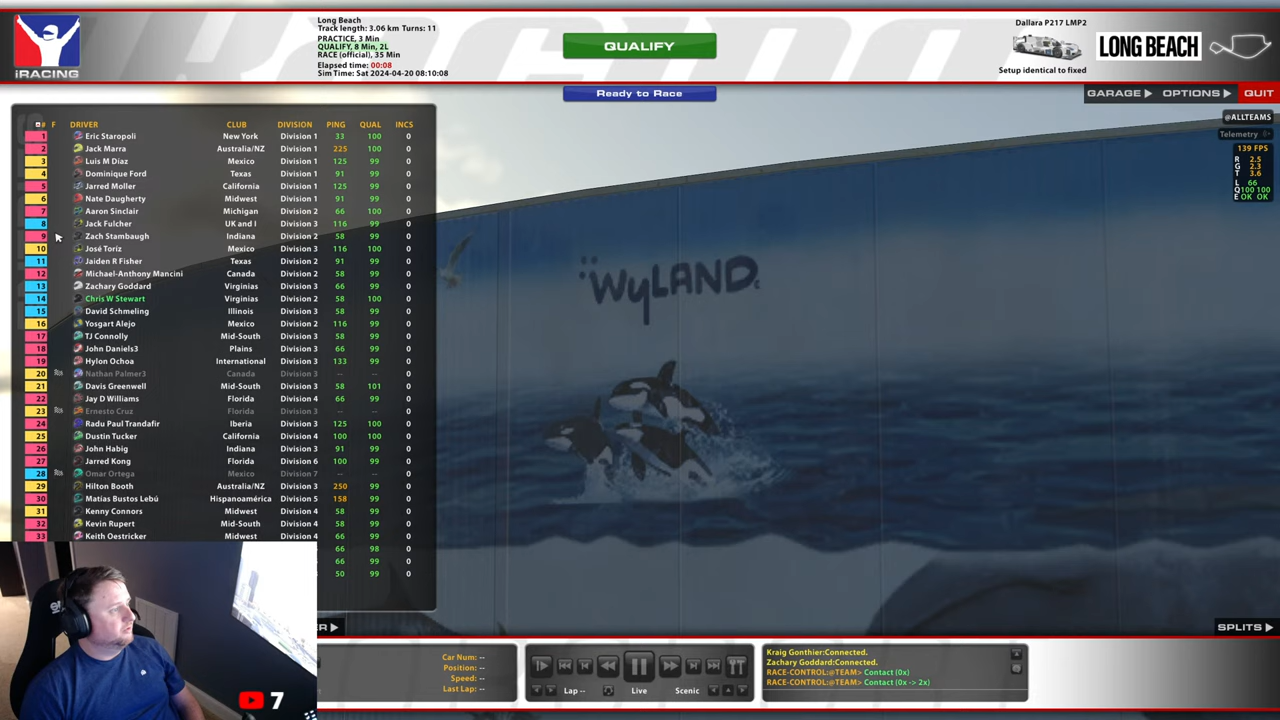 iRACING
Long Beach
Track length: 3.06 km Turns: 11
PRACTICE, 3 Min
QUALIFY, 8 Min, 2L
RACE (official), 35 Min
Elapsed time: 00:08
Sim Time: Sat 2024-04-20 08:10:08
QUALIFY
Ready to Race
Dallara P217 LMP2
LONG BEACH
Setup identical to fixed
GARAGE OPTIONS QUIT
@ALLTEAMS
Telemetry
139 FPS
R 2.5
G 2.3
T 3.6
L 66
Q 100 100
E OK OK
# F DRIVER CLUB DIVISION PING QUAL INCS
1 Eric Staropoli New York Division 1 33 100 0
2 Jack Marra Australia/NZ Division 1 225 100 0
3 Luis M Díaz Mexico Division 1 125 99 0
4 Dominique Ford Texas Division 1 91 99 0
5 Jarred Moller California Division 1 125 99 0
6 Nate Daugherty Midwest Division 1 91 99 0
7 Aaron Sinclair Michigan Division 2 66 100 0
8 Jack Fulcher UK and I Division 3 116 99 0
9 Zach Stambaugh Indiana Division 2 58 99 0
10 José Toriz Mexico Division 3 116 100 0
11 Jaiden R Fisher Texas Division 2 91 99 0
12 Michael-Anthony Mancini Canada Division 2 58 99 0
13 Zachary Goddard Virginias Division 3 66 99 0
14 Chris W Stewart Virginias Division 2 58 100 0
15 David Schmeling Illinois Division 3 58 99 0
16 Yosgart Alejo Mexico Division 2 116 99 0
17 TJ Connolly Mid-South Division 3 58 99 0
18 John Daniels3 Plains Division 3 66 99 0
19 Hylon Ochoa International Division 3 133 99 0
20 Nathan Palmer3 Canada Division 3 -- -- 0
21 Davis Greenwell Mid-South Division 3 58 101 0
22 Jay D Williams Florida Division 4 66 99 0
23 Ernesto Cruz Florida Division 3 -- -- 0
24 Radu Paul Trandafir Iberia Division 3 125 100 0
25 Dustin Tucker California Division 4 100 100 0
26 John Habig Indiana Division 3 91 99 0
27 Jarred Kong Florida Division 6 100 99 0
28 Omar Ortega Mexico Division 7 -- -- 0
29 Hilton Booth Australia/NZ Division 3 250 99 0
30 Matías Bustos Lebú Hispanoamérica Division 5 158 99 0
31 Kenny Connors Midwest Division 4 58 99 0
32 Kevin Rupert Mid-South Division 4 58 99 0
33 Keith Oestricker Midwest Division 4 66 99 0
66 98 0
66 99 0
50 99 0
WYLAND
SPLITS
7
Car Num: --
Position: --
Speed: --
Last Lap: --
Lap -- Live Scenic
Kraig Gonthier:Connected.
Zachary Goddard:Connected.
RACE-CONTROL:@TEAM> Contact (0x)
RACE-CONTROL:@TEAM> Contact (0x -> 2x)